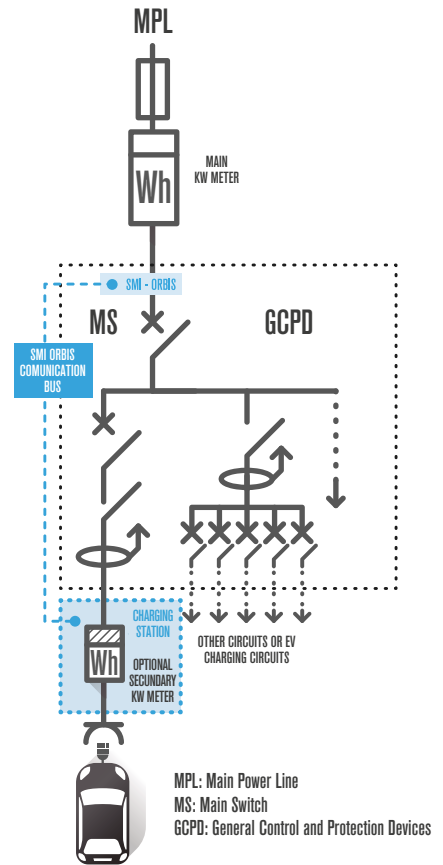 MPL
Wh
MAIN
KW METER
SMI - ORBIS
MS
GCPD
SMI ORBIS
COMUNICATION
BUS
CHARGING
STATION
Wh
OPTIONAL
SECUNDARY
KW METER
OTHER CIRCUITS OR EV
CHARGING CIRCUITS
MPL: Main Power Line
MS: Main Switch
GCPD: General Control and Protection Devices